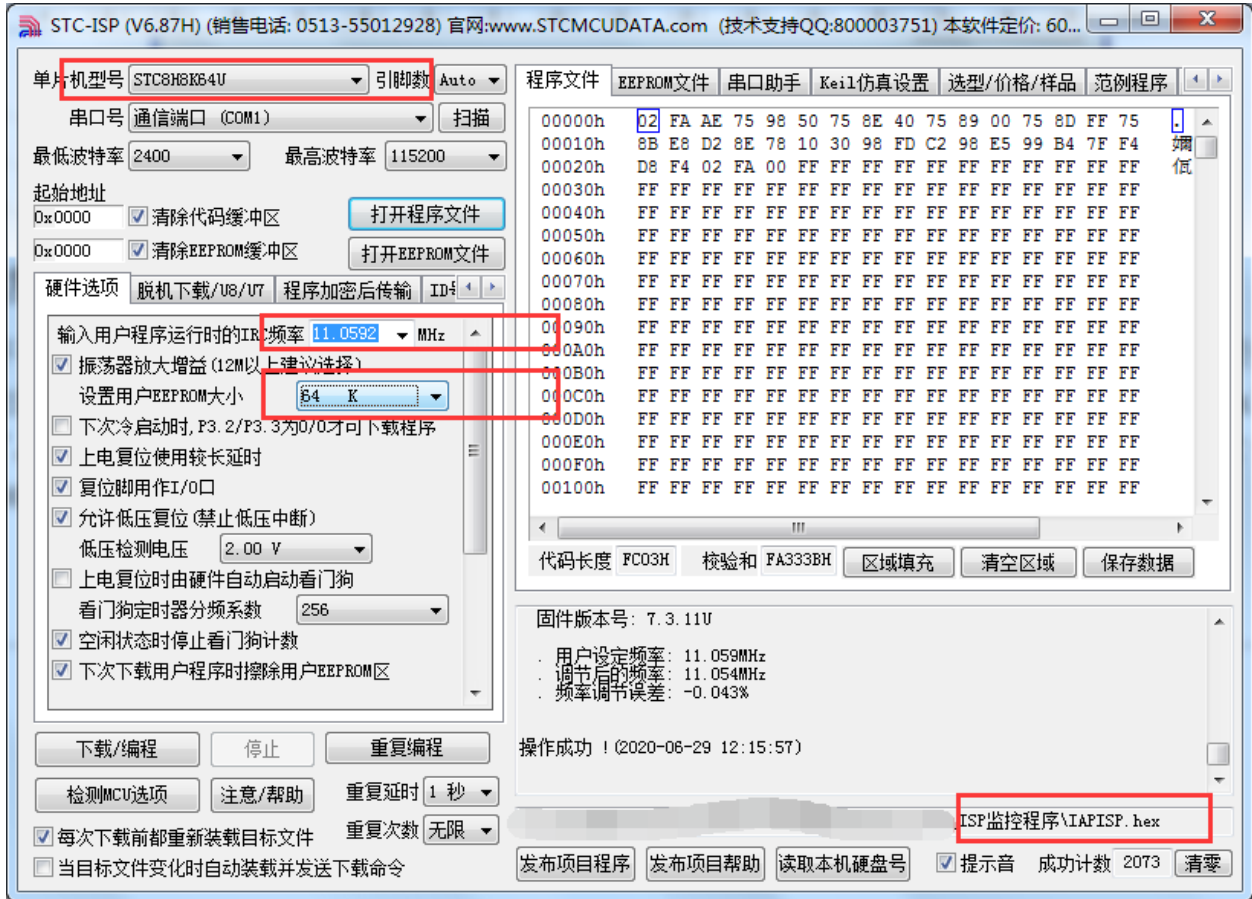 STC-ISP (V6.87H) (销售电话: 0513-55012928) 官网:www.STCMCUDATA.com (技术支持QQ:800003751) 本软件定价: 60...
单片机型号 STC8H8K64U 引脚数 Auto
串口号 通信端口 (COM1) 扫描
最低波特率 2400 最高波特率 115200
起始地址
0x0000 清除代码缓冲区 打开程序文件
0x0000 清除EEPROM缓冲区 打开EEPROM文件
硬件选项 脱机下载/U8/U7 程序加密后传输
输入用户程序运行时的IRC频率 11.0592 MHz
振荡器放大增益(12M以上建议选择)
设置用户EEPROM大小 64 K
下次冷启动时,P3.2/P3.3为0/0才可下载程序
上电复位使用较长延时
复位脚用作I/O口
允许低压复位(禁止低压中断)
低压检测电压 2.00 V
上电复位时由硬件自动启动看门狗
看门狗定时器分频系数 256
空闲状态时停止看门狗计数
下次下载用户程序时擦除用户EEPROM区
下载/编程 停止 重复编程
检测MCU选项 注意/帮助 重复延时 1 秒
每次下载前都重新装载目标文件 重复次数 无限
当目标文件变化时自动装载并发送下载命令
程序文件 EEPROM文件 串口助手 Keil仿真设置 选型/价格/样品 范例程序
00000h 02 FA AE 75 98 50 75 8E 40 75 89 00 75 8D FF 75 .
00010h 8B E8 D2 8E 78 10 30 98 FD C2 98 E5 99 B4 7F F4
00020h D8 F4 02 FA 00 FF FF FF FF FF FF FF FF FF FF FF
00030h FF FF FF FF FF FF FF FF FF FF FF FF FF FF FF FF
00040h FF FF FF FF FF FF FF FF FF FF FF FF FF FF FF FF
00050h FF FF FF FF FF FF FF FF FF FF FF FF FF FF FF FF
00060h FF FF FF FF FF FF FF FF FF FF FF FF FF FF FF FF
00070h FF FF FF FF FF FF FF FF FF FF FF FF FF FF FF FF
00080h FF FF FF FF FF FF FF FF FF FF FF FF FF FF FF FF
00090h FF FF FF FF FF FF FF FF FF FF FF FF FF FF FF FF
000A0h FF FF FF FF FF FF FF FF FF FF FF FF FF FF FF FF
000B0h FF FF FF FF FF FF FF FF FF FF FF FF FF FF FF FF
000C0h FF FF FF FF FF FF FF FF FF FF FF FF FF FF FF FF
000D0h FF FF FF FF FF FF FF FF FF FF FF FF FF FF FF FF
000E0h FF FF FF FF FF FF FF FF FF FF FF FF FF FF FF FF
000F0h FF FF FF FF FF FF FF FF FF FF FF FF FF FF FF FF
00100h FF FF FF FF FF FF FF FF FF FF FF FF FF FF FF FF
代码长度 FC03H 校验和 FA333BH 区域填充 清空区域 保存数据
固件版本号: 7.3.11U
. 用户设定频率: 11.059MHz
. 调节后的频率: 11.054MHz
. 频率调节误差: -0.043%
操作成功 !(2020-06-29 12:15:57)
ISP监控程序\IAPISP.hex
发布项目程序 发布项目帮助 读取本机硬盘号 提示音 成功计数 2073 清零